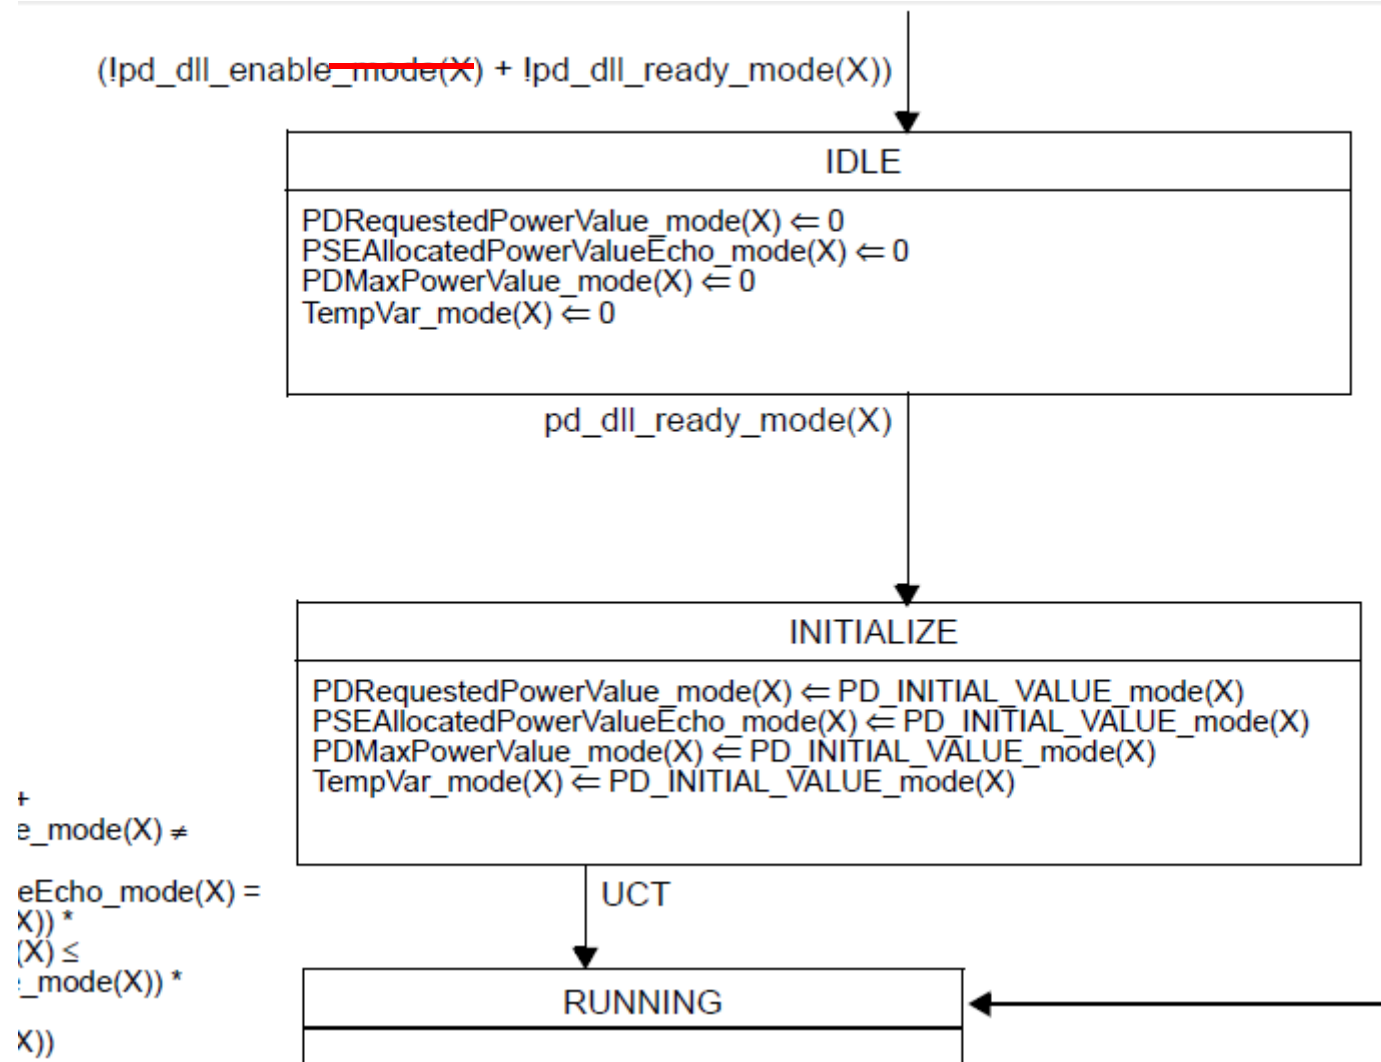 (!pd_dll_enable_mode(X) + !pd_dll_ready_mode(X))
IDLE
PDRequestedPowerValue_mode(X) ⇐ 0
PSEAllocatedPowerValueEcho_mode(X) ⇐ 0
PDMaxPowerValue_mode(X) ⇐ 0
TempVar_mode(X) ⇐ 0
pd_dll_ready_mode(X)
INITIALIZE
PDRequestedPowerValue_mode(X) ⇐ PD_INITIAL_VALUE_mode(X)
PSEAllocatedPowerValueEcho_mode(X) ⇐ PD_INITIAL_VALUE_mode(X)
PDMaxPowerValue_mode(X) ⇐ PD_INITIAL_VALUE_mode(X)
TempVar_mode(X) ⇐ PD_INITIAL_VALUE_mode(X)
+
e_mode(X) ≠
eEcho_mode(X) =
X)) *
(X) ≤
_mode(X)) *
X))
UCT
RUNNING